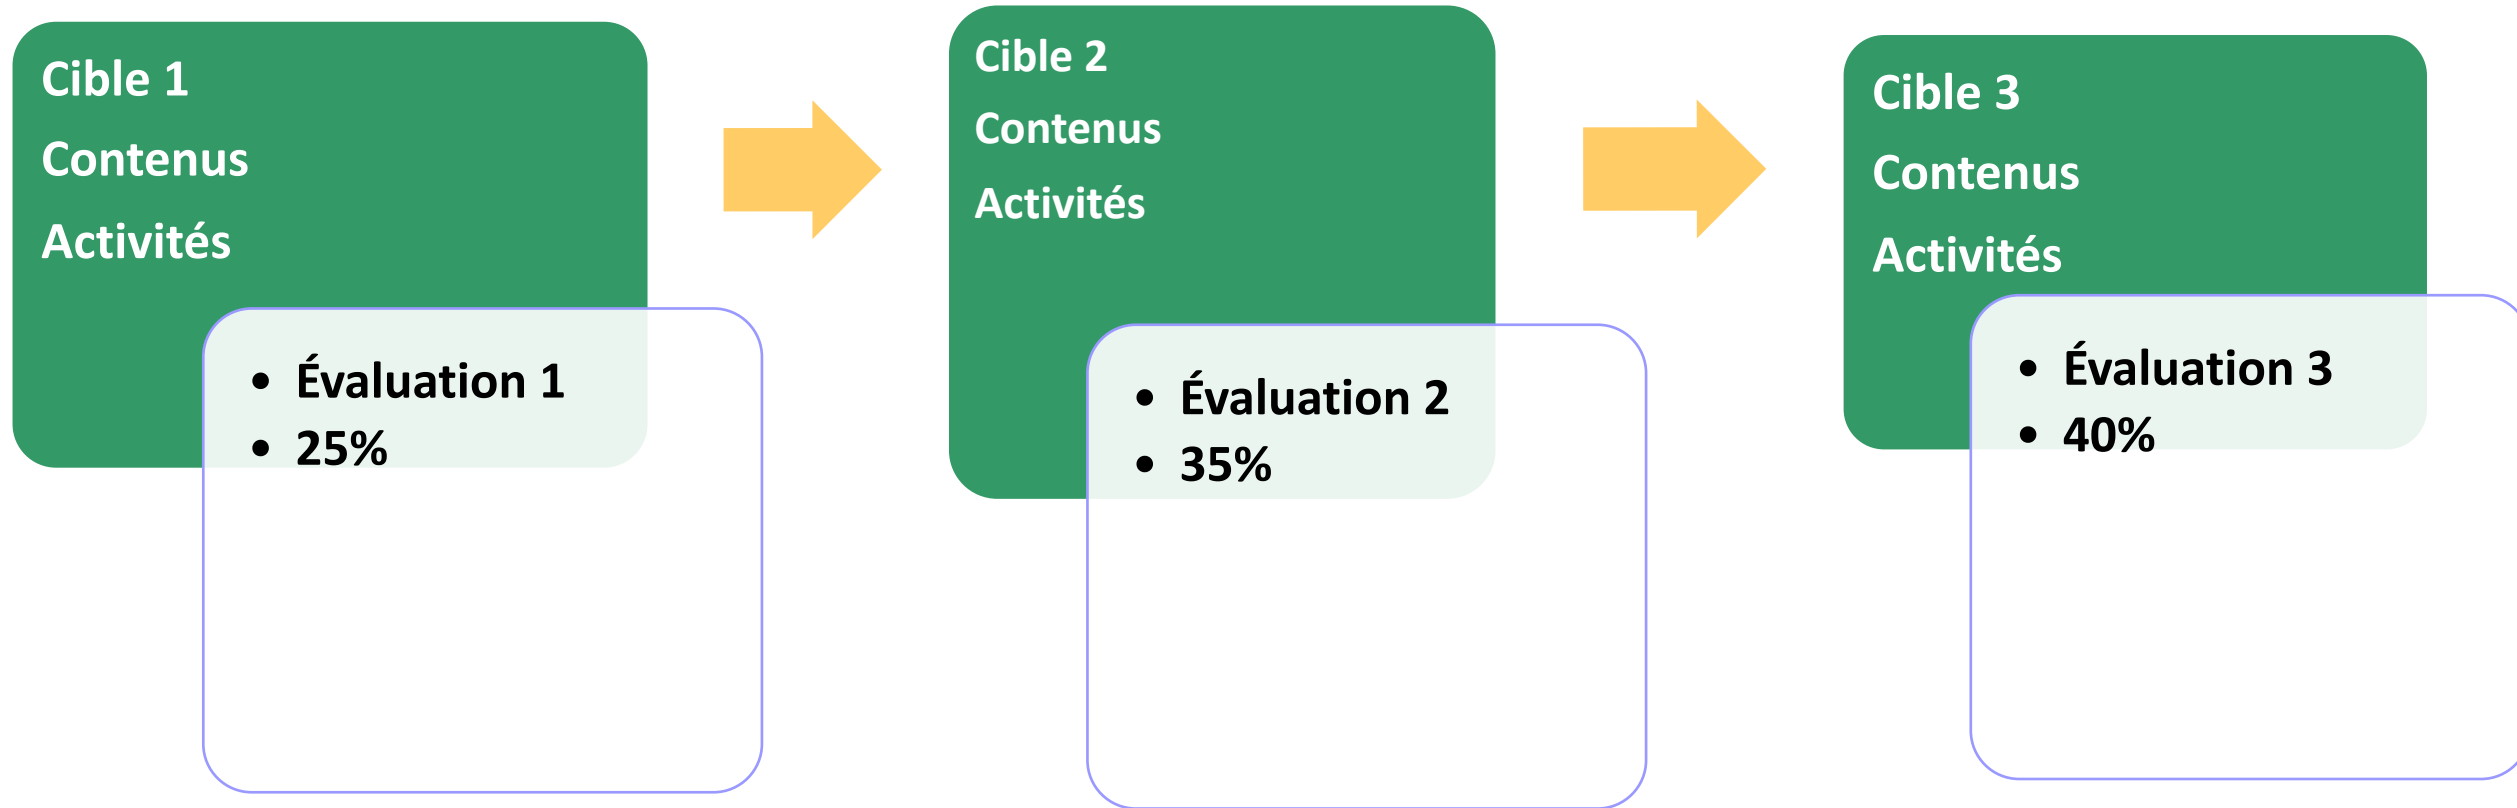 Cible 1
Contenus
Activités
• Évaluation 1
• 25%
Cible 2
Contenus
Activités
• Évaluation 2
• 35%
Cible 3
Contenus
Activités
• Évaluation 3
• 40%